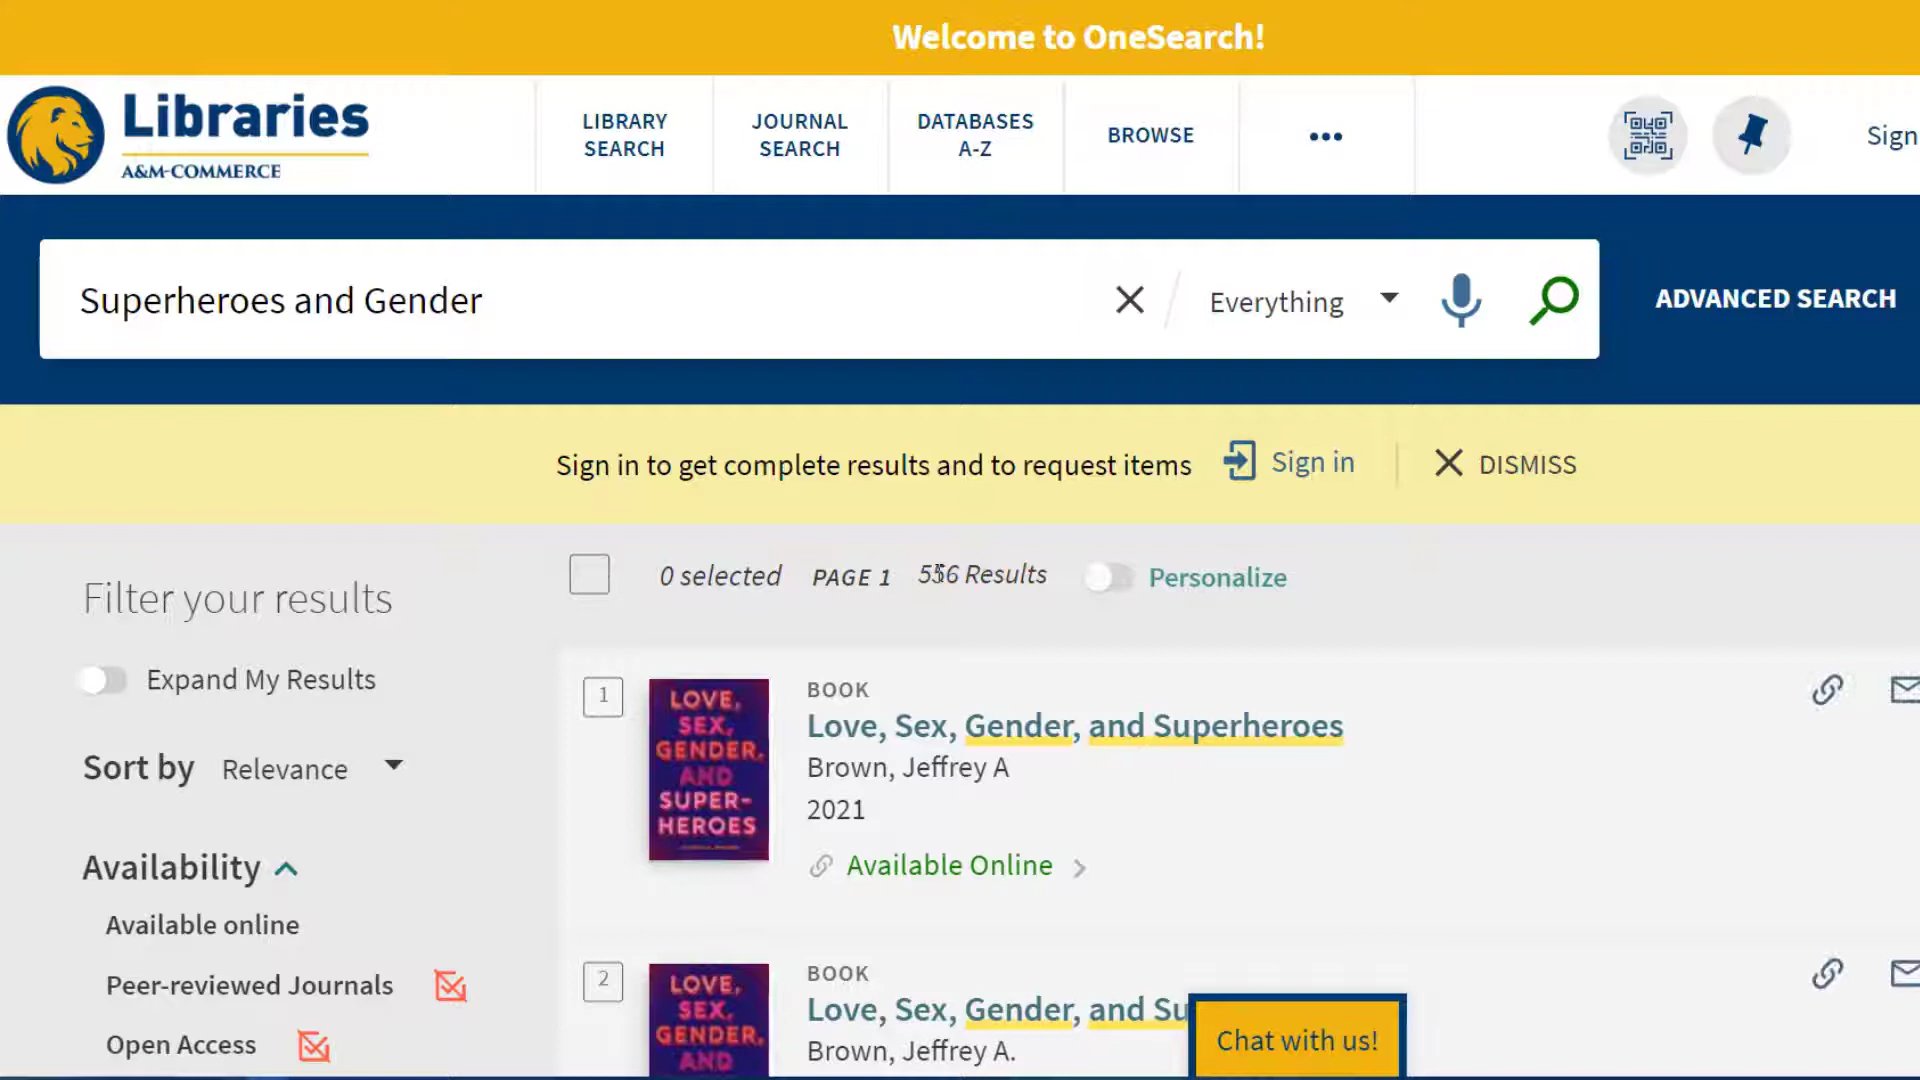 Welcome to OneSearch!
Libraries
A&M-COMMERCE
LIBRARY SEARCH
JOURNAL SEARCH
DATABASES A-Z
BROWSE
Sign
Superheroes and Gender
Everything
ADVANCED SEARCH
Sign in to get complete results and to request items
Sign in
DISMISS
Filter your results
Expand My Results
Sort by Relevance
Availability
Available online
Peer-reviewed Journals
Open Access
0 selected PAGE 1 Results Personalize
1
LOVE,
SEX,
GENDER,
AND
SUPER-
HEROES
BOOK
Love, Sex, Gender, and Superheroes
Brown, Jeffrey A
2021
Available Online
2
LOVE,
SEX,
GENDER,
AND
BOOK
Love, Sex, Gender, and Su
Brown, Jeffrey A.
Chat with us!